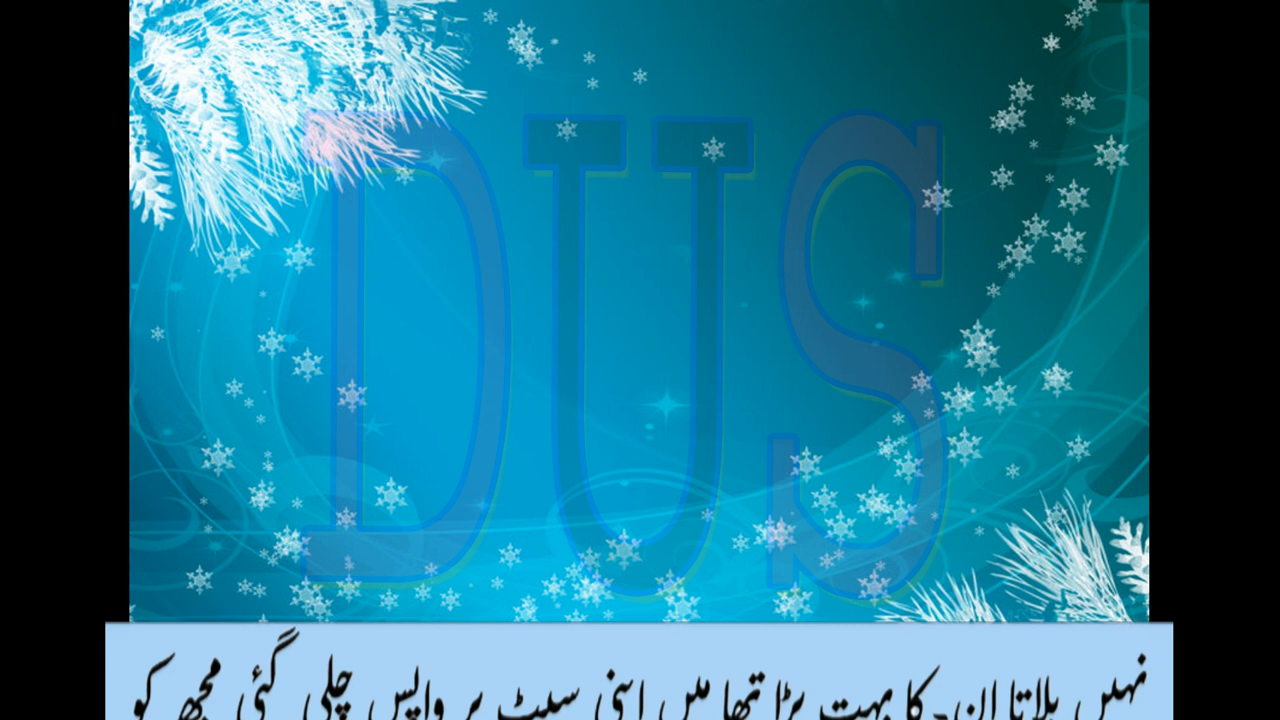 DUS
نہیں بلاتا ان۔ کا بہت بڑا تھا میں اپنی سیٹ پر واپس چلی گئی مجھ کو